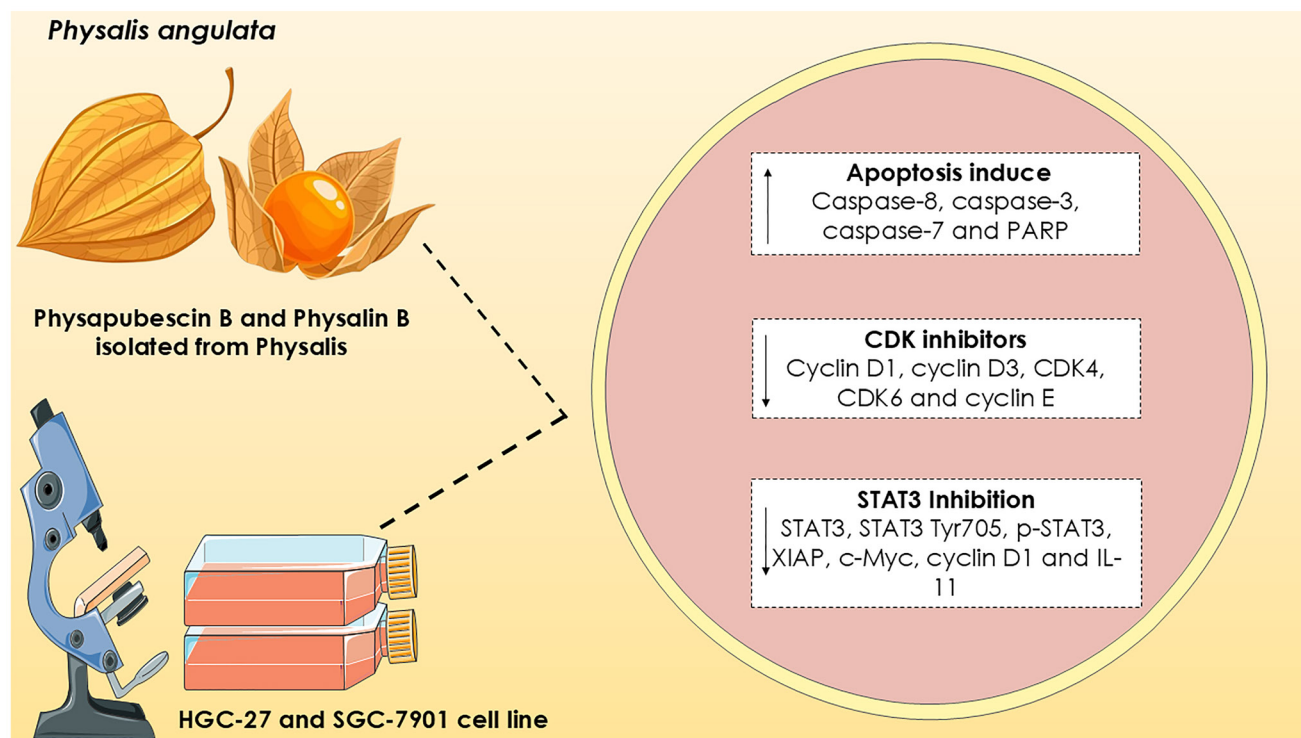 Physalis angulata
Physapubescin B and Physalin B
isolated from Physalis
HGC-27 and SGC-7901 cell line
Apoptosis induce
Caspase-8, caspase-3,
caspase-7 and PARP
CDK inhibitors
Cyclin D1, cyclin D3, CDK4,
CDK6 and cyclin E
STAT3 Inhibition
STAT3, STAT3 Tyr705, p-STAT3,
XIAP, c-Myc, cyclin D1 and IL-
11